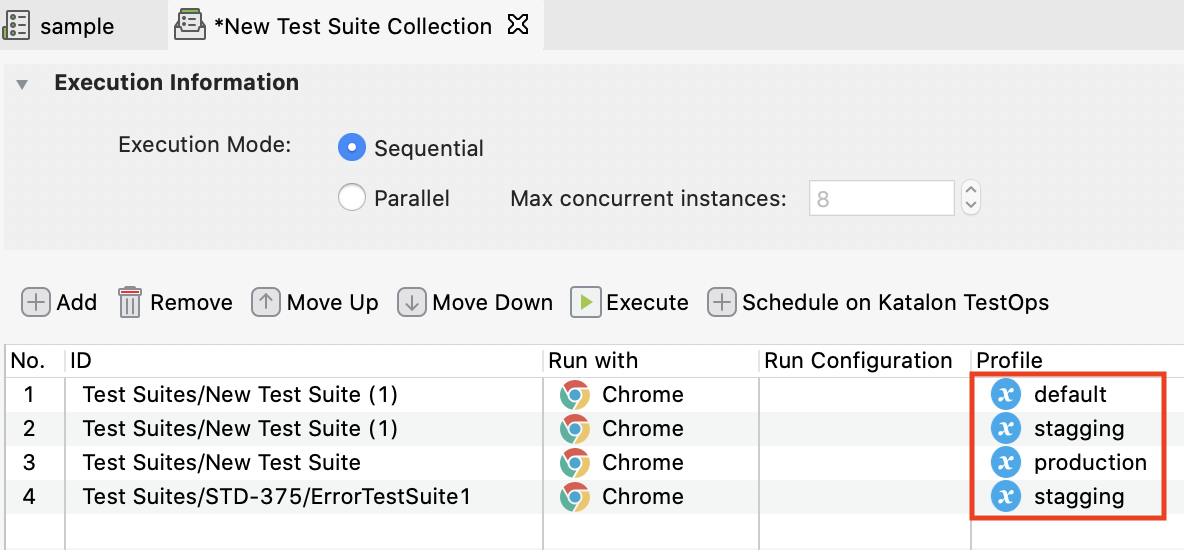 sample
*New Test Suite Collection
Execution Information
Execution Mode:
Sequential
Parallel Max concurrent instances: 8
Add Remove Move Up Move Down Execute Schedule on Katalon TestOps
No. ID Run with Run Configuration Profile
1 Test Suites/New Test Suite (1) Chrome x default
2 Test Suites/New Test Suite (1) Chrome x stagging
3 Test Suites/New Test Suite Chrome x production
4 Test Suites/STD-375/ErrorTestSuite1 Chrome x stagging